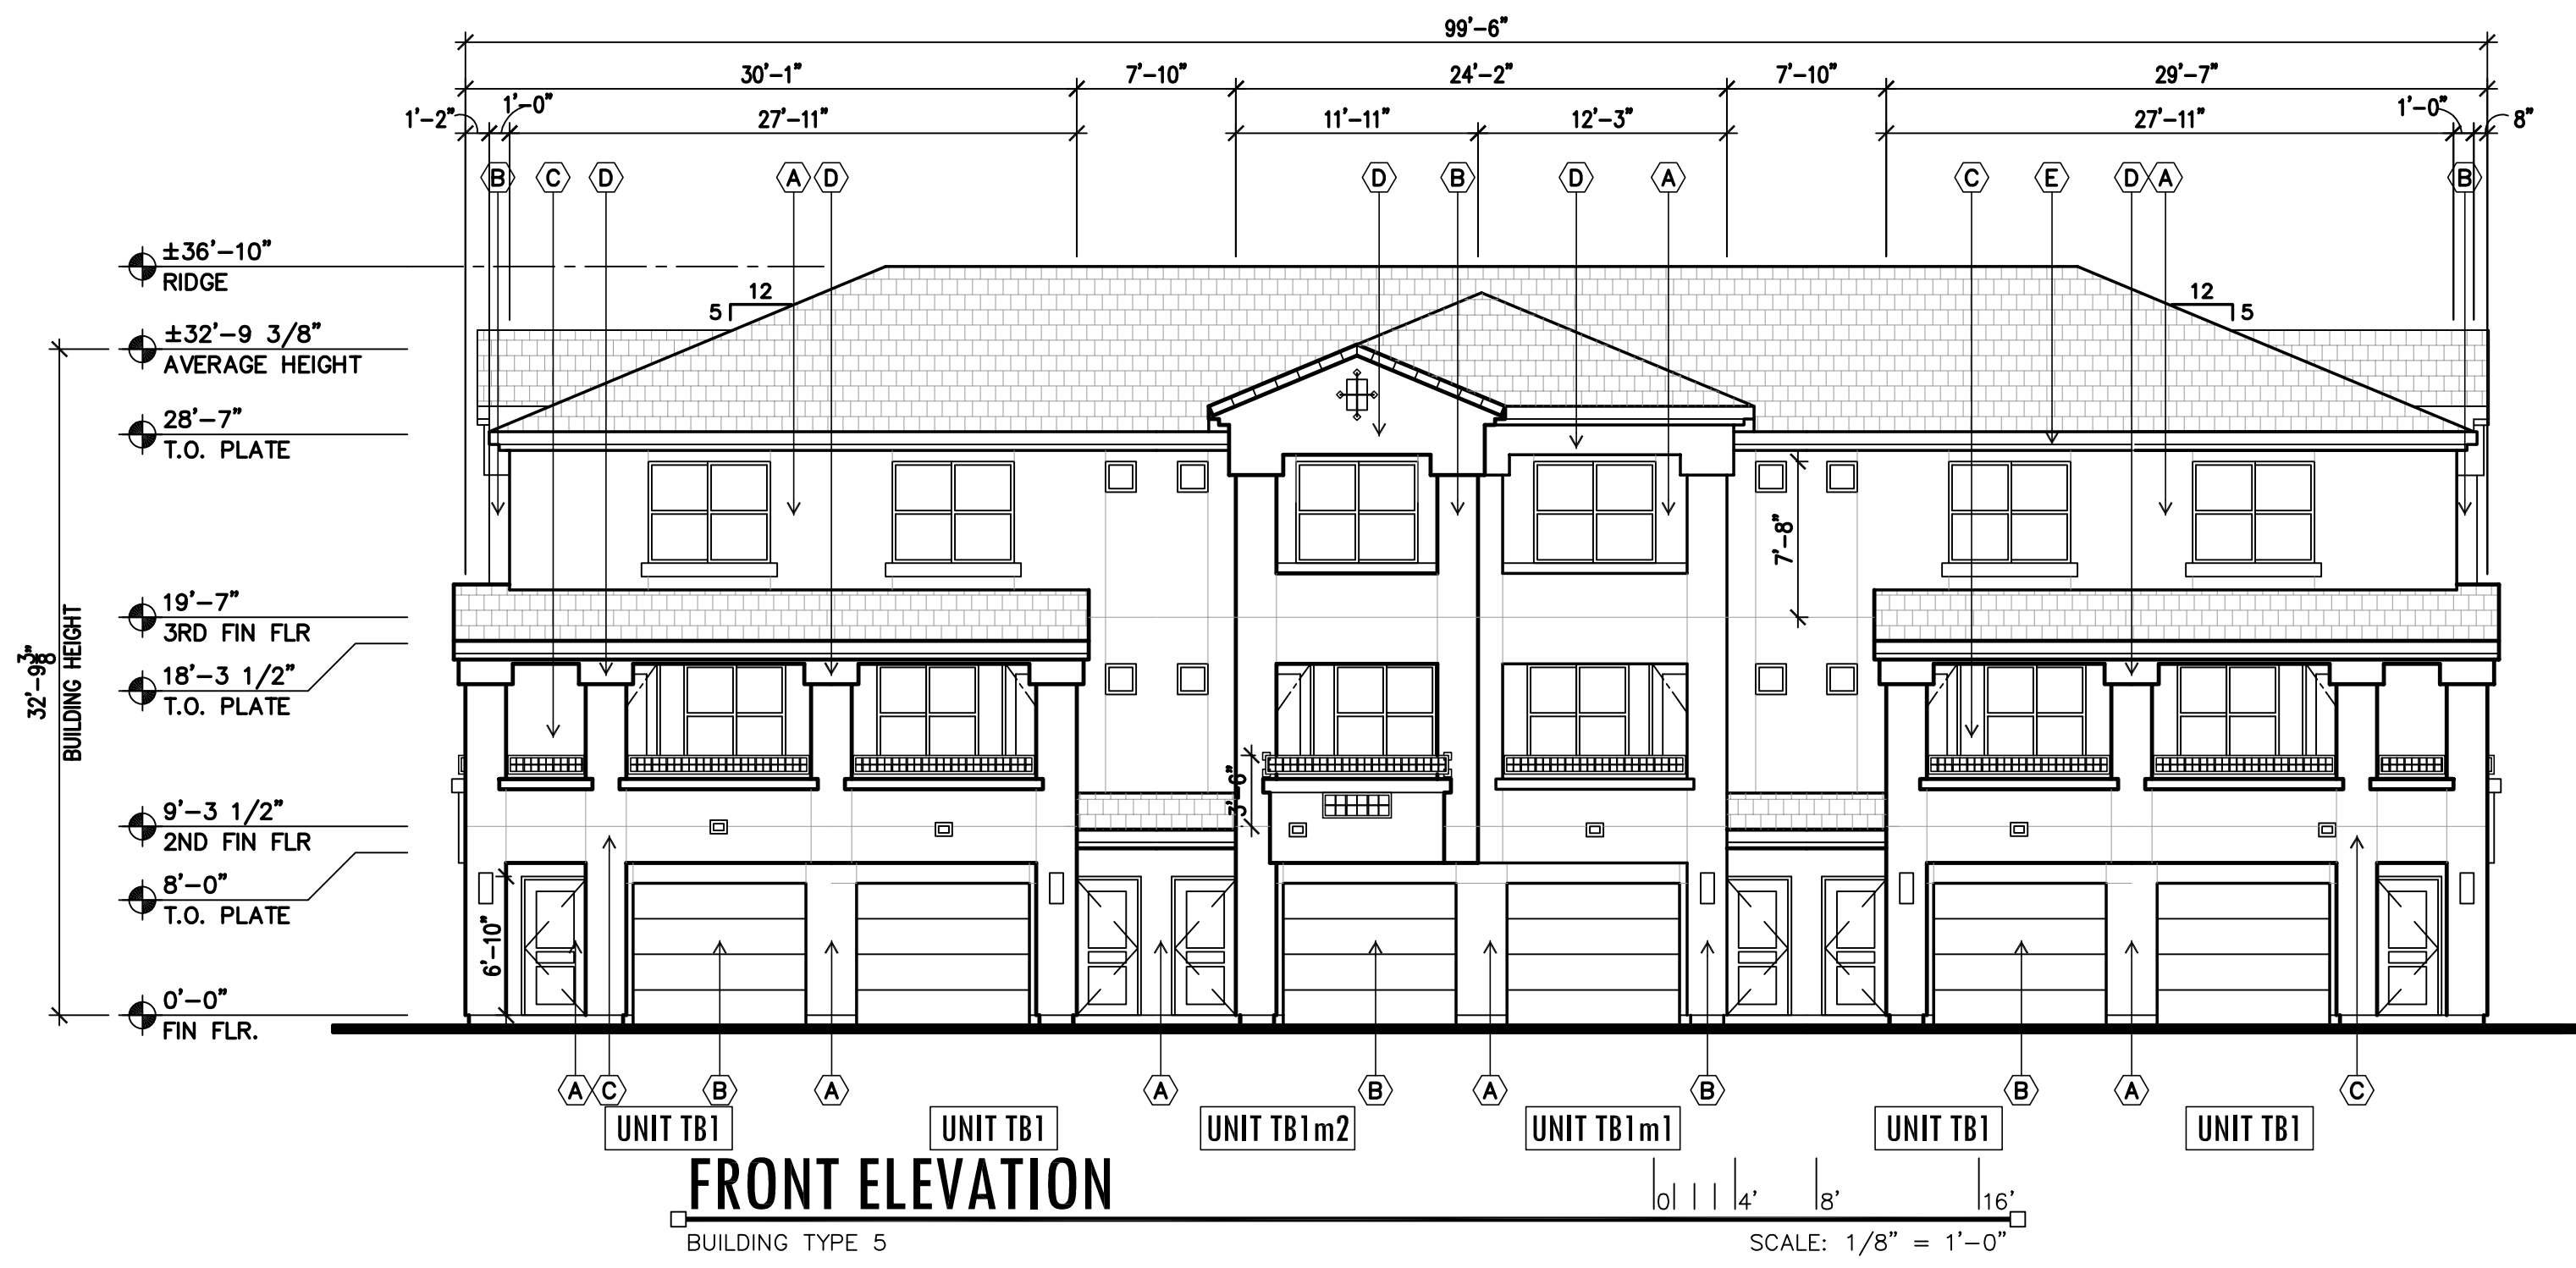 99'-6"
30'-1" 7'-10" 24'-2" 7'-10" 29'-7"
1'-2" 1'-0" 27'-11" 11'-11" 12'-3" 27'-11" 1'-0" 8"
B C D A D D B D A C E D A B
±36'-10"
RIDGE
12
5
12
5
±32'-9 3/8"
AVERAGE HEIGHT
28'-7"
T.O. PLATE
7'-8"
19'-7"
3RD FIN FLR
32'-9 3/8"
BUILDING HEIGHT
18'-3 1/2"
T.O. PLATE
3'-6"
9'-3 1/2"
2ND FIN FLR
8'-0"
T.O. PLATE
6'-10"
0'-0"
FIN FLR.
A C B A A B A B B A C
UNIT TB1 UNIT TB1 UNIT TB1m2 UNIT TB1m1 UNIT TB1 UNIT TB1
FRONT ELEVATION
0 4' 8' 16'
BUILDING TYPE 5 SCALE: 1/8" = 1'-0"